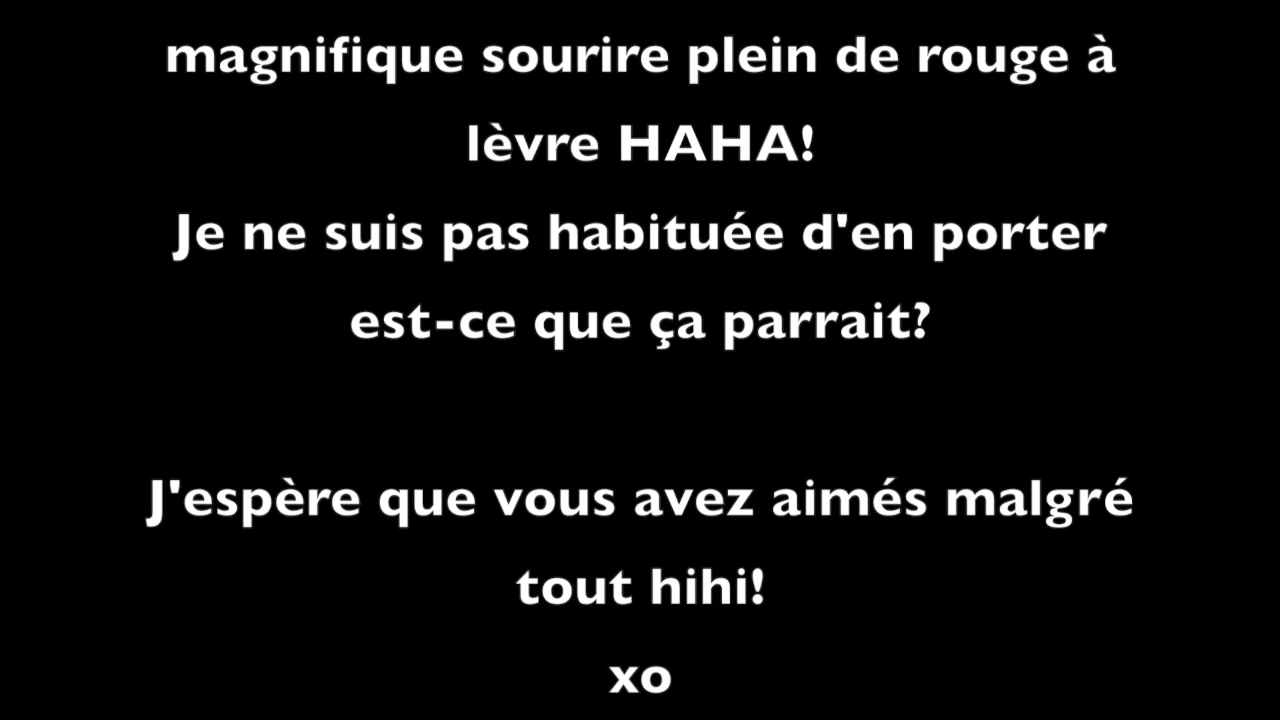 magnifique sourire plein de rouge à
lèvre HAHA!
Je ne suis pas habituée d'en porter
est-ce que ça parrait?
J'espère que vous avez aimés malgré
tout hihi!
xo